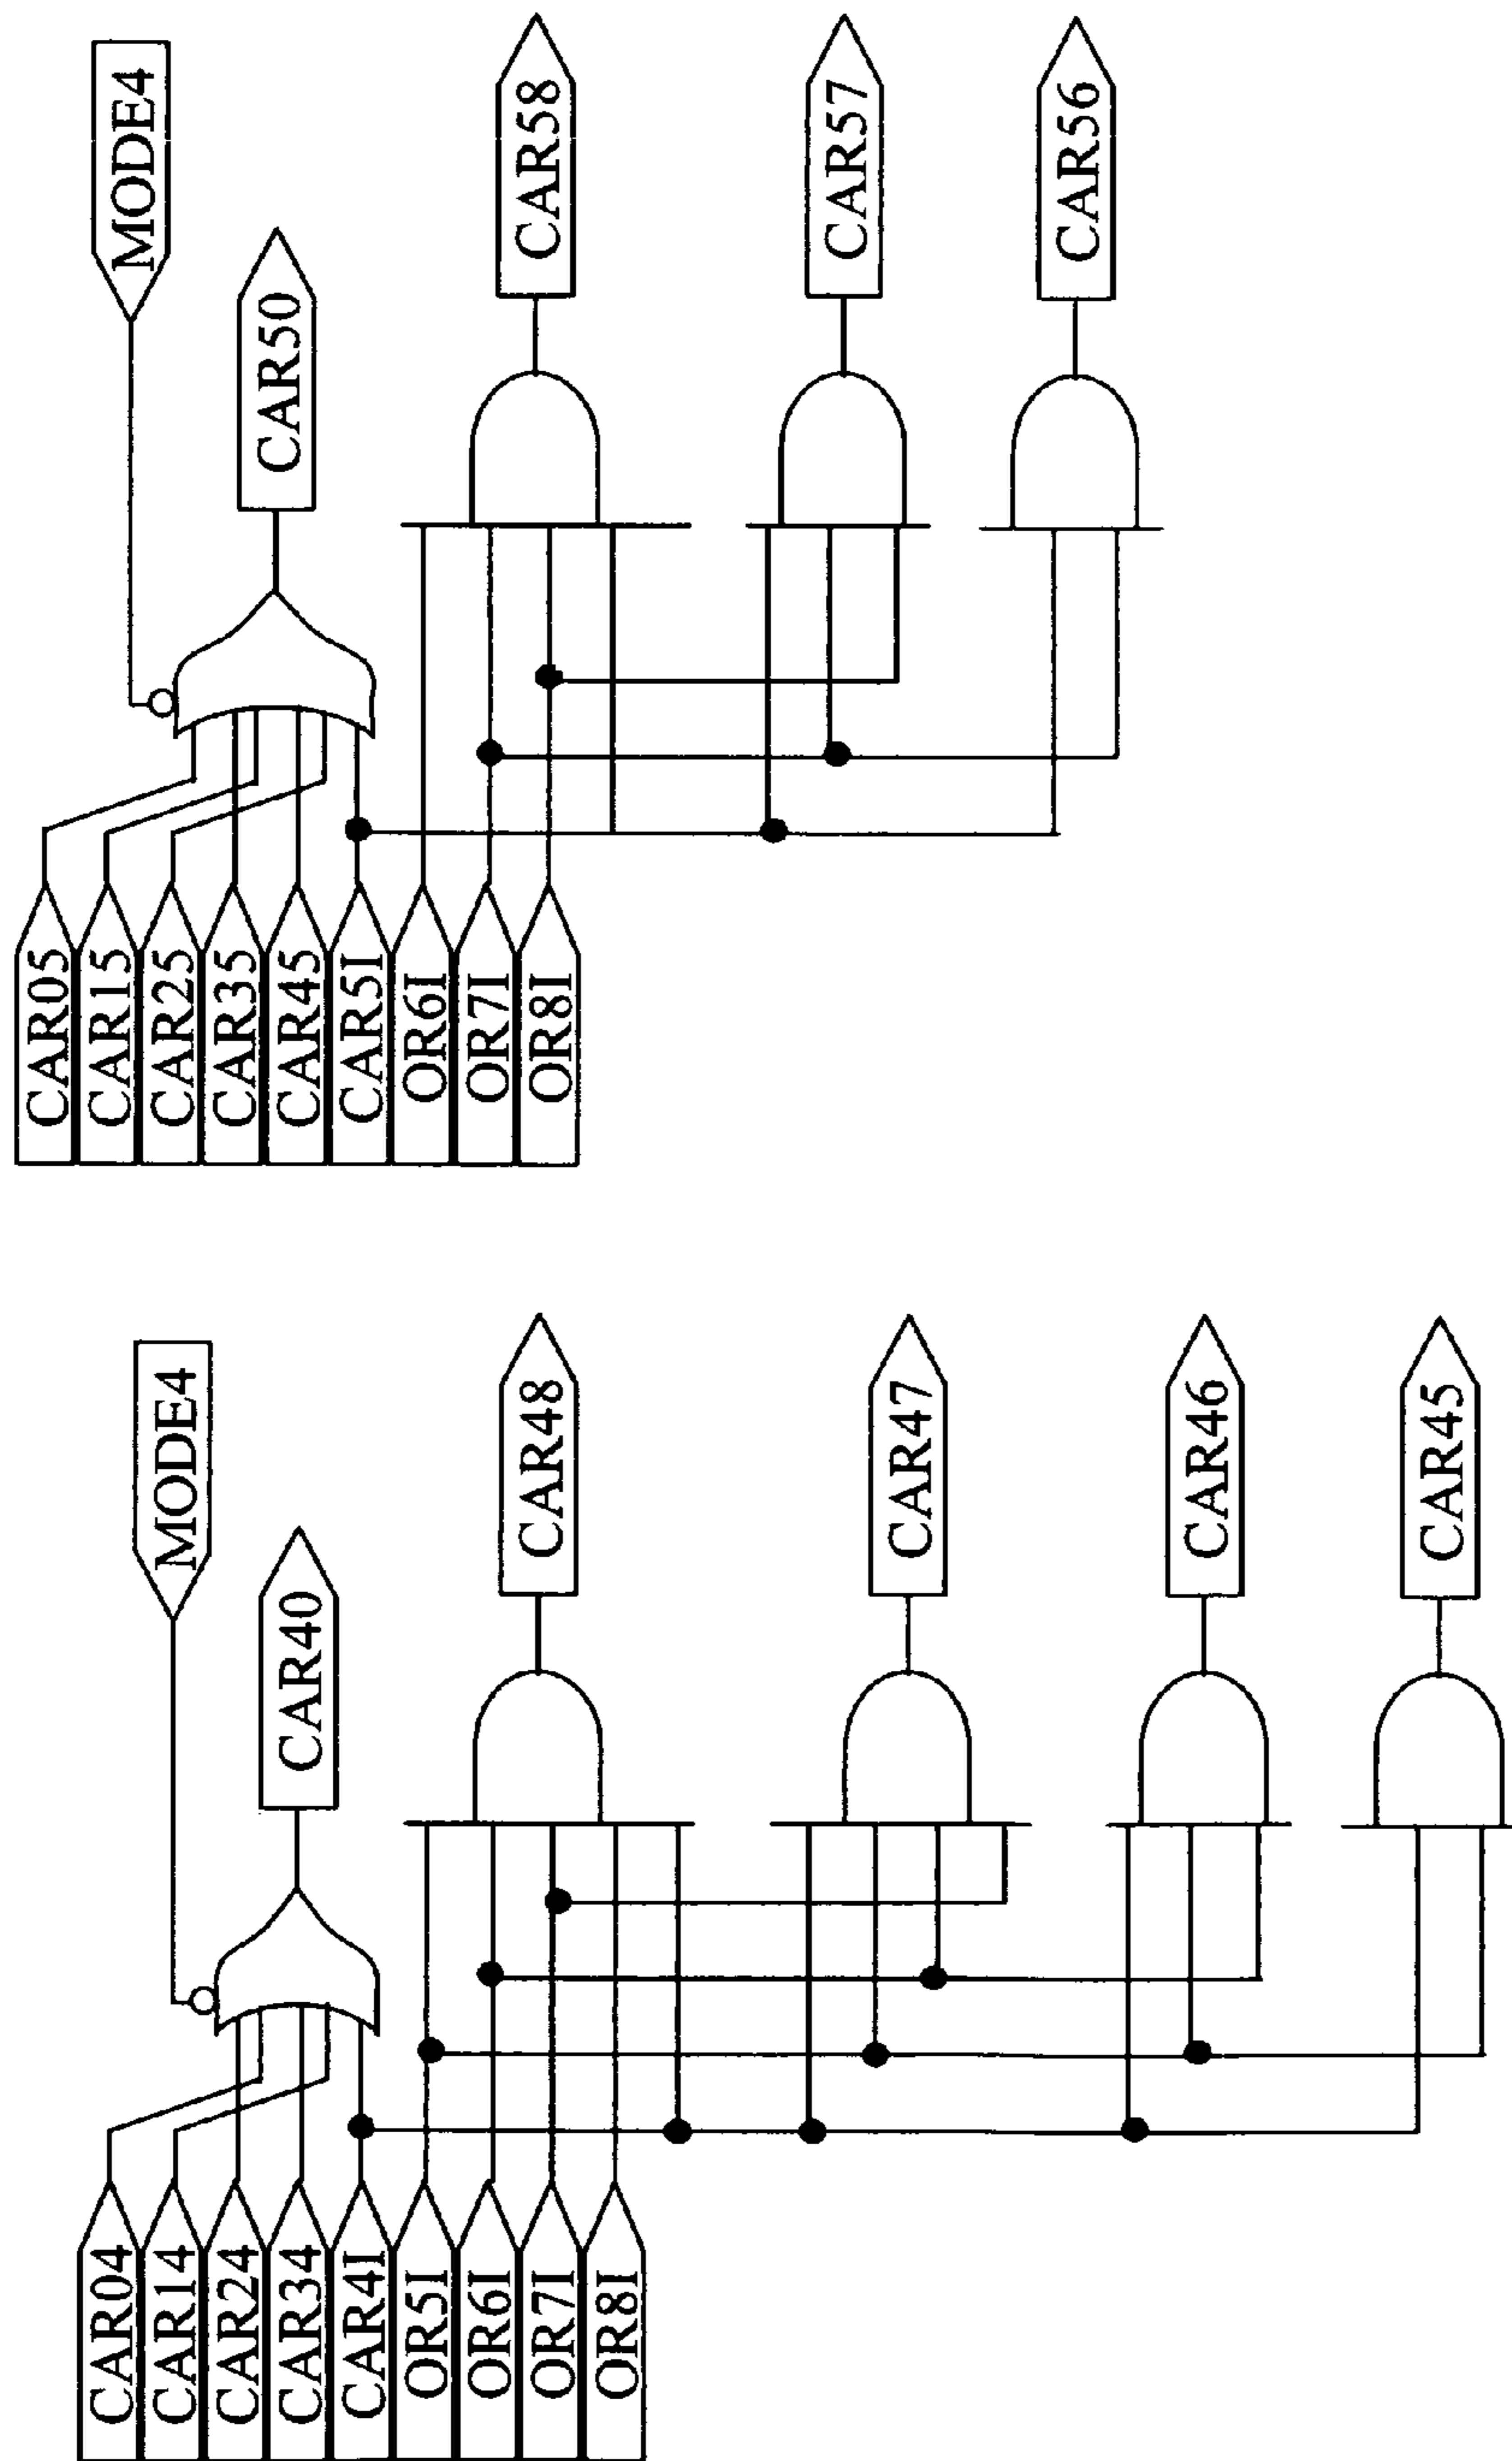 CAR05
CAR15
CAR25
CAR35
CAR45
CAR5I
OR6I
OR7I
OR8I
MODE4
CAR50
CAR58
CAR57
CAR56
CAR04
CAR14
CAR24
CAR34
CAR4I
OR5I
OR6I
OR7I
OR8I
MODE4
CAR40
CAR48
CAR47
CAR46
CAR45